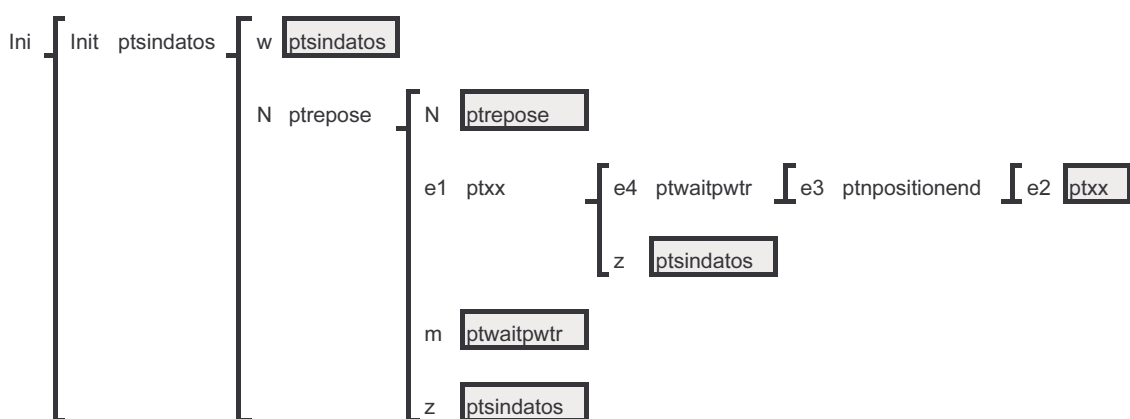 Ini Init ptsindatos w ptsindatos
N ptrepose N ptrepose
e1 ptxx e4 ptwaitpwtr e3 ptnpositionend e2 ptxx
z ptsindatos
m ptwaitpwtr
z ptsindatos